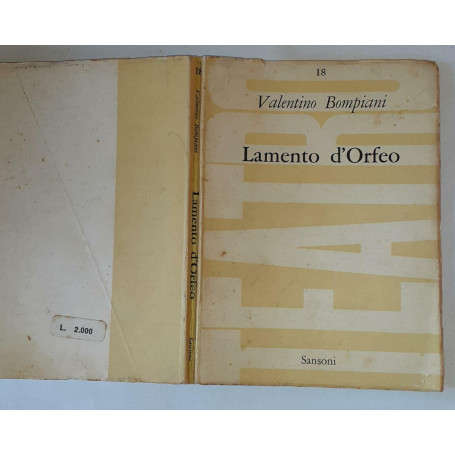 18
Valentino Bompiani
Lamento d'Orfeo
TEATRO
Sansoni
18
Valentino Bompiani
Lamento d'Orfeo
Sansoni
L. 2.000